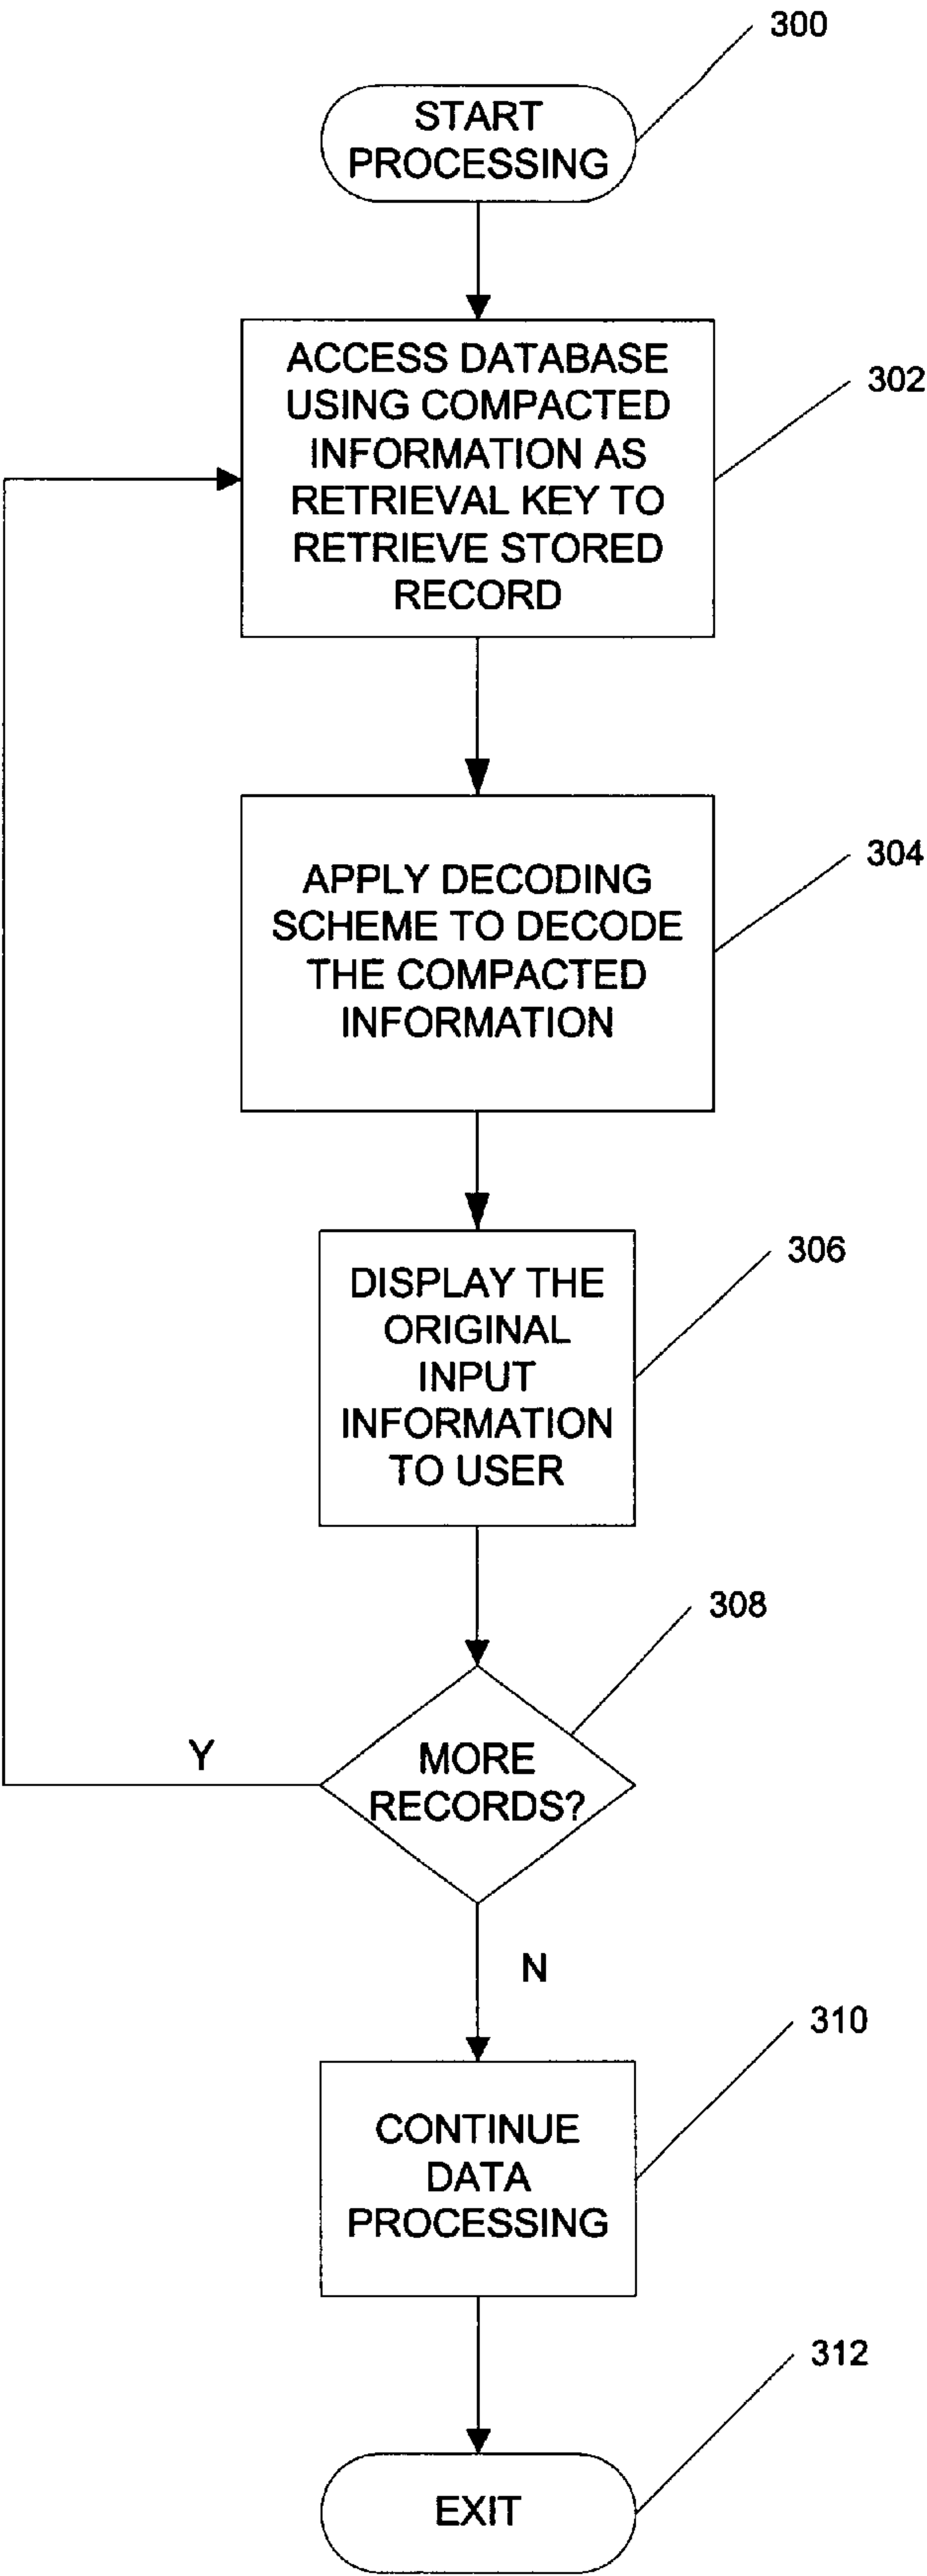 300
START
PROCESSING
ACCESS DATABASE
USING COMPACTED
INFORMATION AS
RETRIEVAL KEY TO
RETRIEVE STORED
RECORD
302
APPLY DECODING
SCHEME TO DECODE
THE COMPACTED
INFORMATION
304
DISPLAY THE
ORIGINAL
INPUT
INFORMATION
TO USER
306
308
MORE
RECORDS?
Y
N
310
CONTINUE
DATA
PROCESSING
312
EXIT